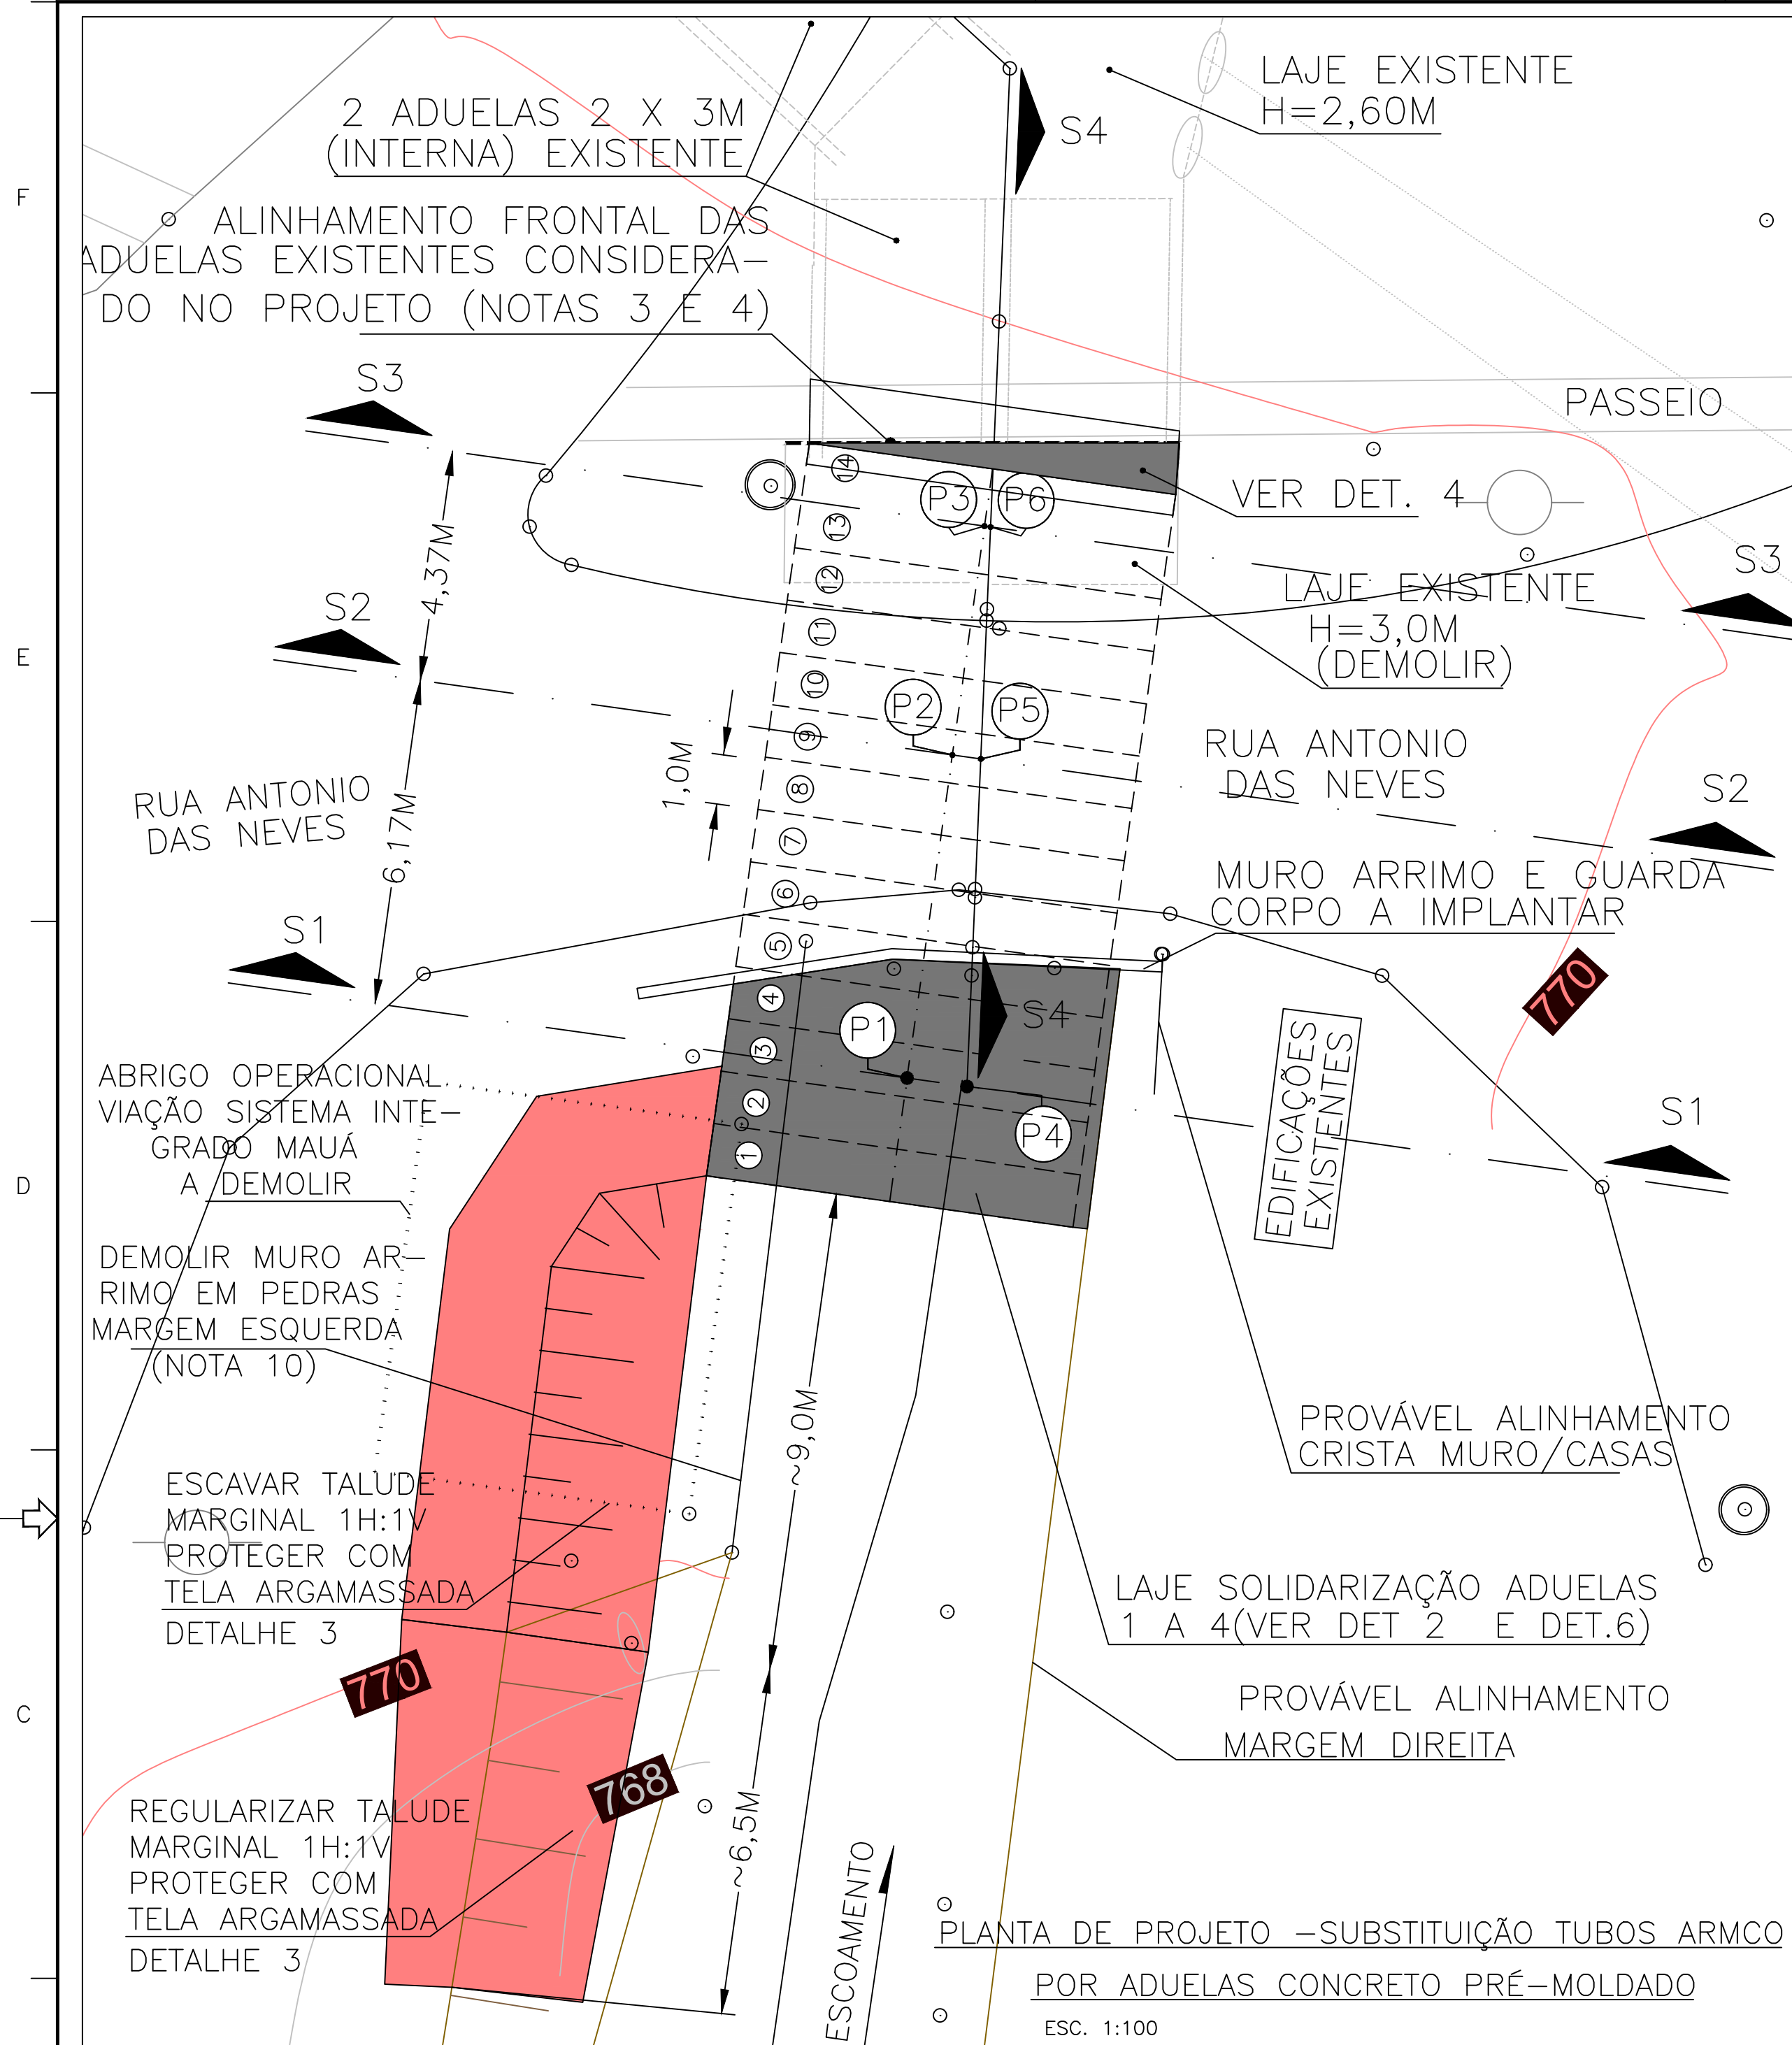 LAJE EXISTENTE
H=2,60M
2 ADUELAS 2 X 3M
(INTERNA) EXISTENTE
S4
F
ALINHAMENTO FRONTAL DAS
ADUELAS EXISTENTES CONSIDERA-
DO NO PROJETO (NOTAS 3 E 4)
S3
PASSEIO
14
P3
P6
VER DET. 4
13
S3
12
LAJE EXISTENTE
H=3,0M
(DEMOLIR)
4,37M
S2
11
E
10
P2
P5
9
RUA ANTONIO
DAS NEVES
1,0M
8
S2
RUA ANTONIO
DAS NEVES
7
6,17M
6
MURO ARRIMO E GUARDA
CORPO A IMPLANTAR
S1
5
770
4
P1
S4
3
EDIFICAÇÕES
EXISTENTES
ABRIGO OPERACIONAL
VIAÇÃO SISTEMA INTE-
GRADO MAUÁ
A DEMOLIR
2
P4
S1
1
D
DEMOLIR MURO AR-
RIMO EM PEDRAS
MARGEM ESQUERDA
(NOTA 10)
~9,0M
PROVÁVEL ALINHAMENTO
CRISTA MURO/CASAS
ESCAVAR TALUDE
MARGINAL 1H:1V
PROTEGER COM
TELA ARGAMASSADA
DETALHE 3
LAJE SOLIDARIZAÇÃO ADUELAS
1 A 4(VER DET 2 E DET.6)
770
C
PROVÁVEL ALINHAMENTO
MARGEM DIREITA
768
REGULARIZAR TALUDE
MARGINAL 1H:1V
PROTEGER COM
TELA ARGAMASSADA
DETALHE 3
~6,5M
ESCOAMENTO
PLANTA DE PROJETO -SUBSTITUIÇÃO TUBOS ARMCO
POR ADUELAS CONCRETO PRÉ-MOLDADO
ESC. 1:100